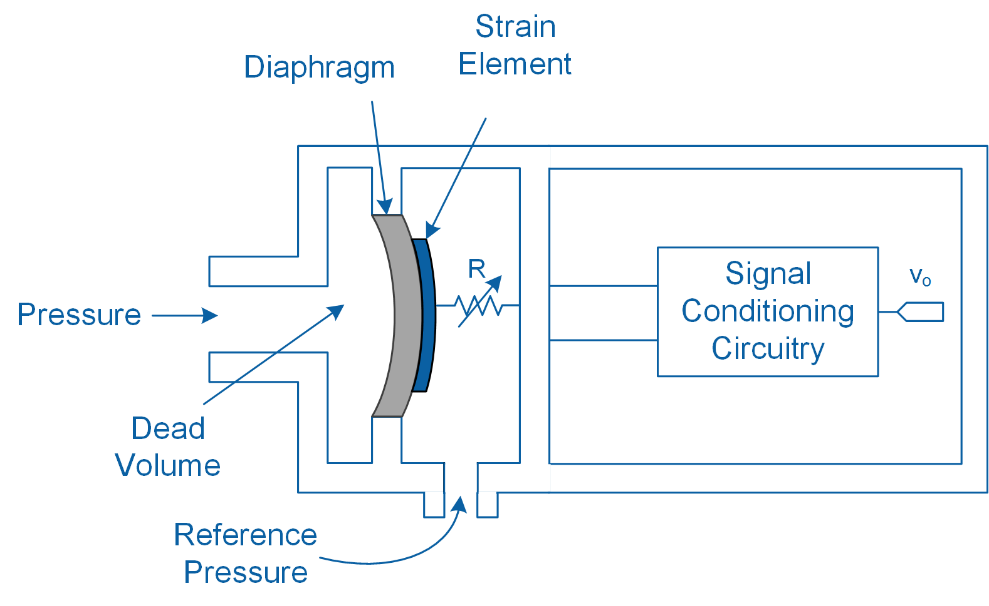 Strain
Element
Diaphragm
R
Signal
Conditioning
Circuitry
vo
Pressure
Dead
Volume
Reference
Pressure